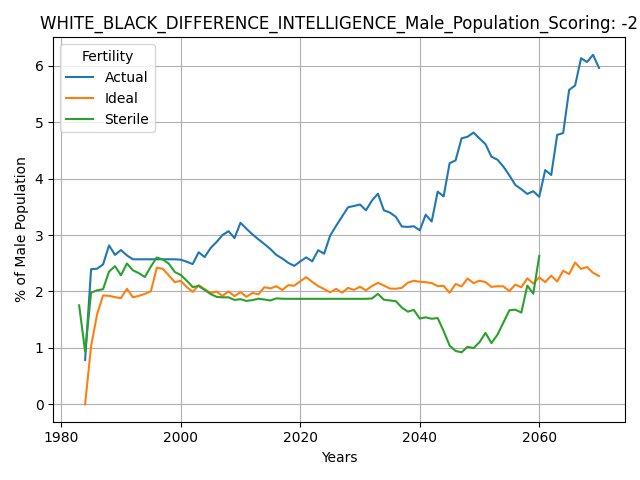 WHITE_BLACK_DIFFERENCE_INTELLIGENCE_Male_Population_Scoring: -2
Fertility
Actual
Ideal
Sterile
% of Male Population
6
5
4
3
2
1
0
1980 2000 2020 2040 2060
Years